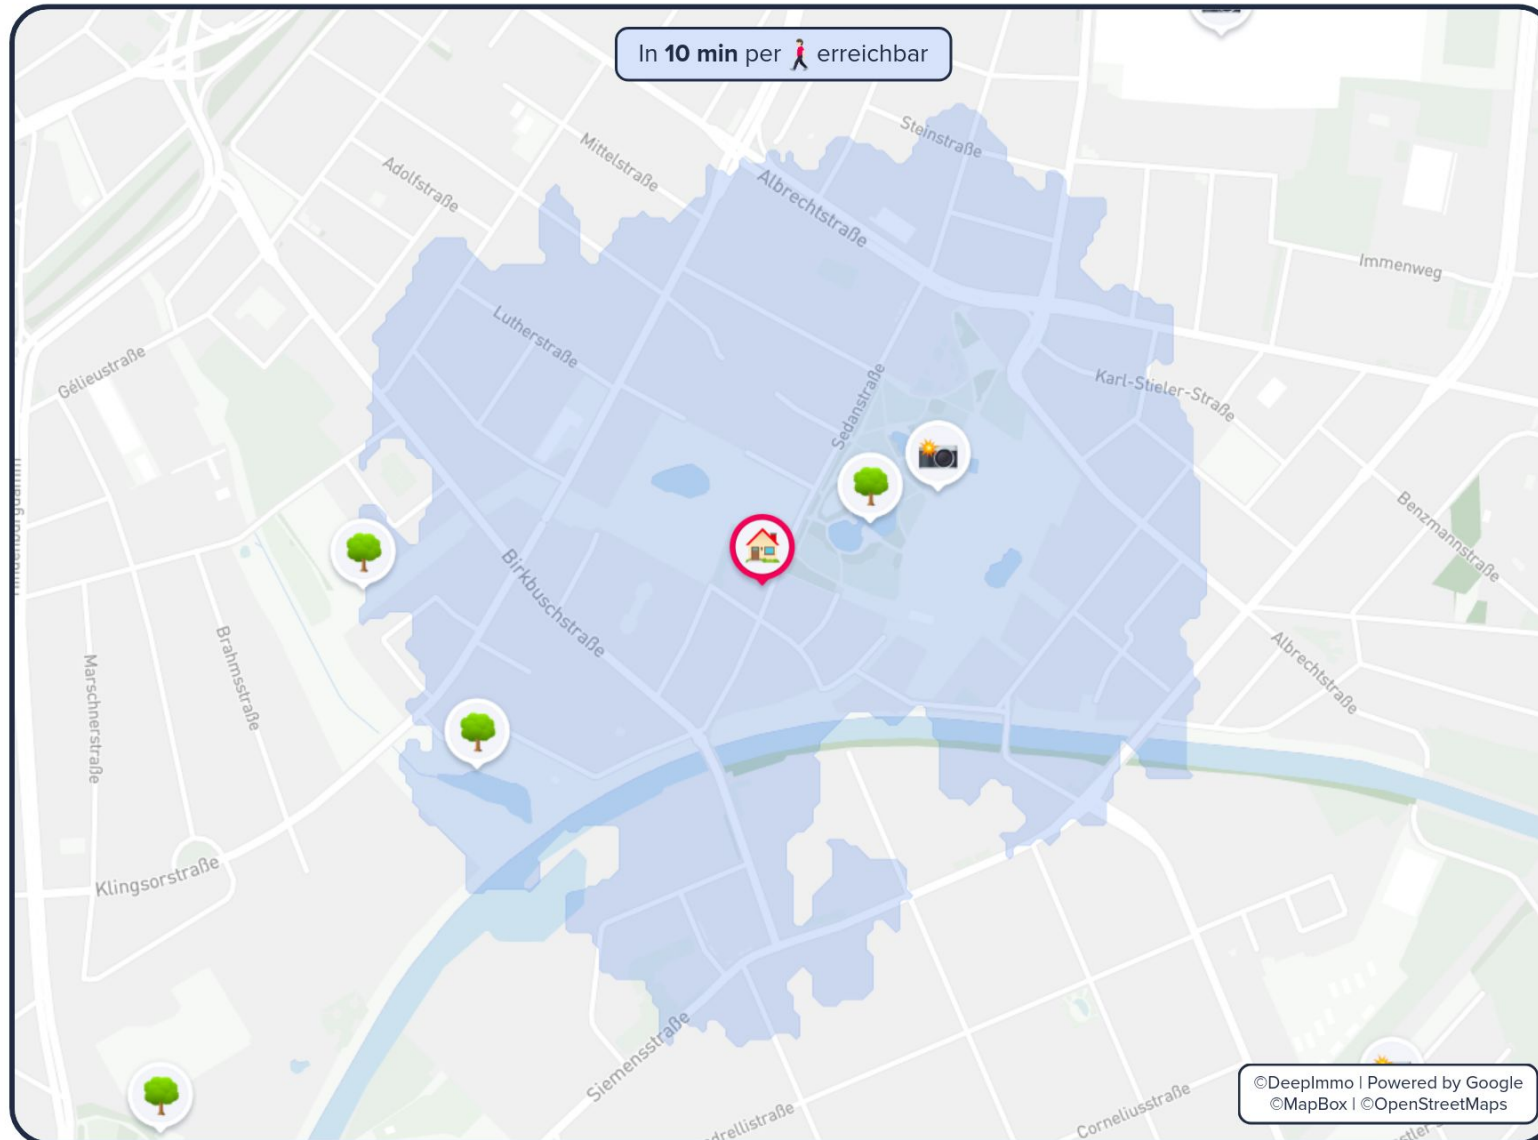 In 10 min per erreichbar
Steinstraße
Mittelstraße
Adolfstraße
Albrechtstraße
Immenweg
Lutherstraße
Gélieustraße
Karl-Stieler-Straße
Sedanstraße
Benzmannstraße
Birkbuschstraße
Brahmsstraße
Albrechtstraße
Marschnerstraße
Klingsorstraße
Siemensstraße
Corneliusstraße
©DeepImmo | Powered by Google
©MapBox | ©OpenStreetMaps